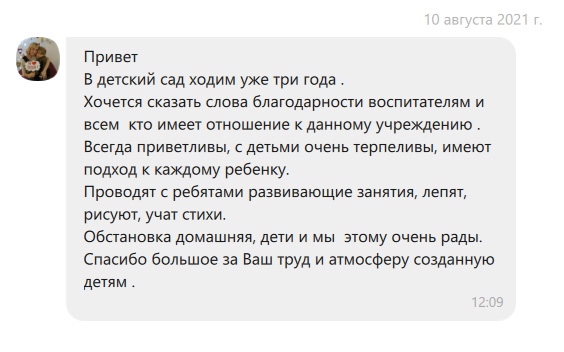 10 августа 2021 г.
Привет
В детский сад ходим уже три года .
Хочется сказать слова благодарности воспитателям и
всем  кто имеет отношение к данному учреждению .
Всегда приветливы, с детьми очень терпеливы, имеют
подход к каждому ребенку.
Проводят с ребятами развивающие занятия, лепят,
рисуют, учат стихи.
Обстановка домашняя, дети и мы  этому очень рады.
Спасибо большое за Ваш труд и атмосферу созданную
детям .
12:09